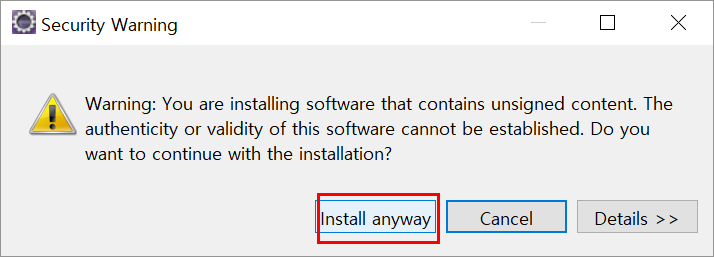 Security Warning
Warning: You are installing software that contains unsigned content. The
authenticity or validity of this software cannot be established. Do you
want to continue with the installation?
Install anyway
Cancel
Details >>